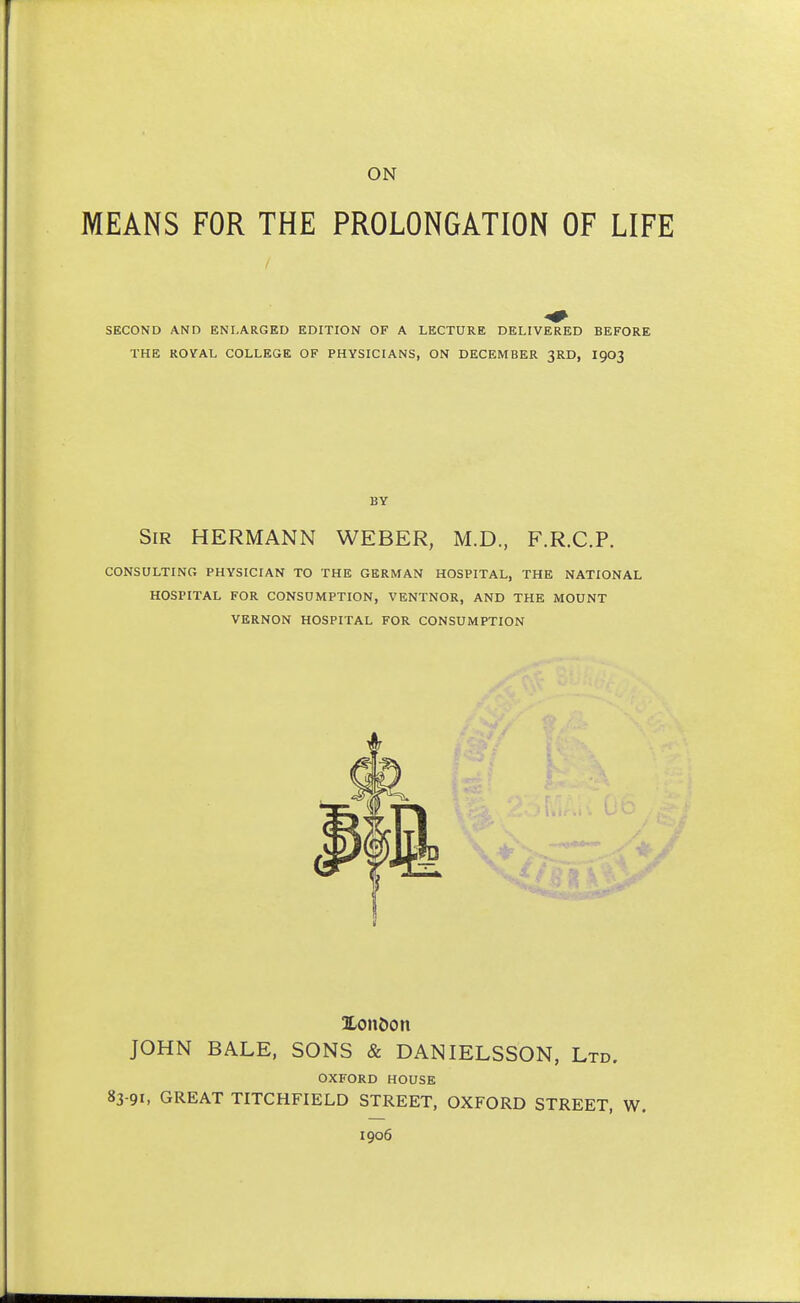 ON
MEANS FOR THE PROLONGATION OF LIFE
SECOND AND ENLARGED EDITION OF A LECTURE DELIVERED BEFORE
THE ROYAL COLLEGE OF PHYSICIANS, ON DECEMBER 3RD, 1903
BY
SIR HERMANN WEBER, M.D., F.R.C.P.
CONSULTING PHYSICIAN TO THE GERMAN HOSPITAL, THE NATIONAL
HOSPITAL FOR CONSUMPTION, VENTNOR, AND THE MOUNT
VERNON HOSPITAL FOR CONSUMPTION
London
JOHN BALE, SONS & DANIELSSON, LTD.
OXFORD HOUSE
83-91, GREAT TITCHFIELD STREET, OXFORD STREET, W.
1906